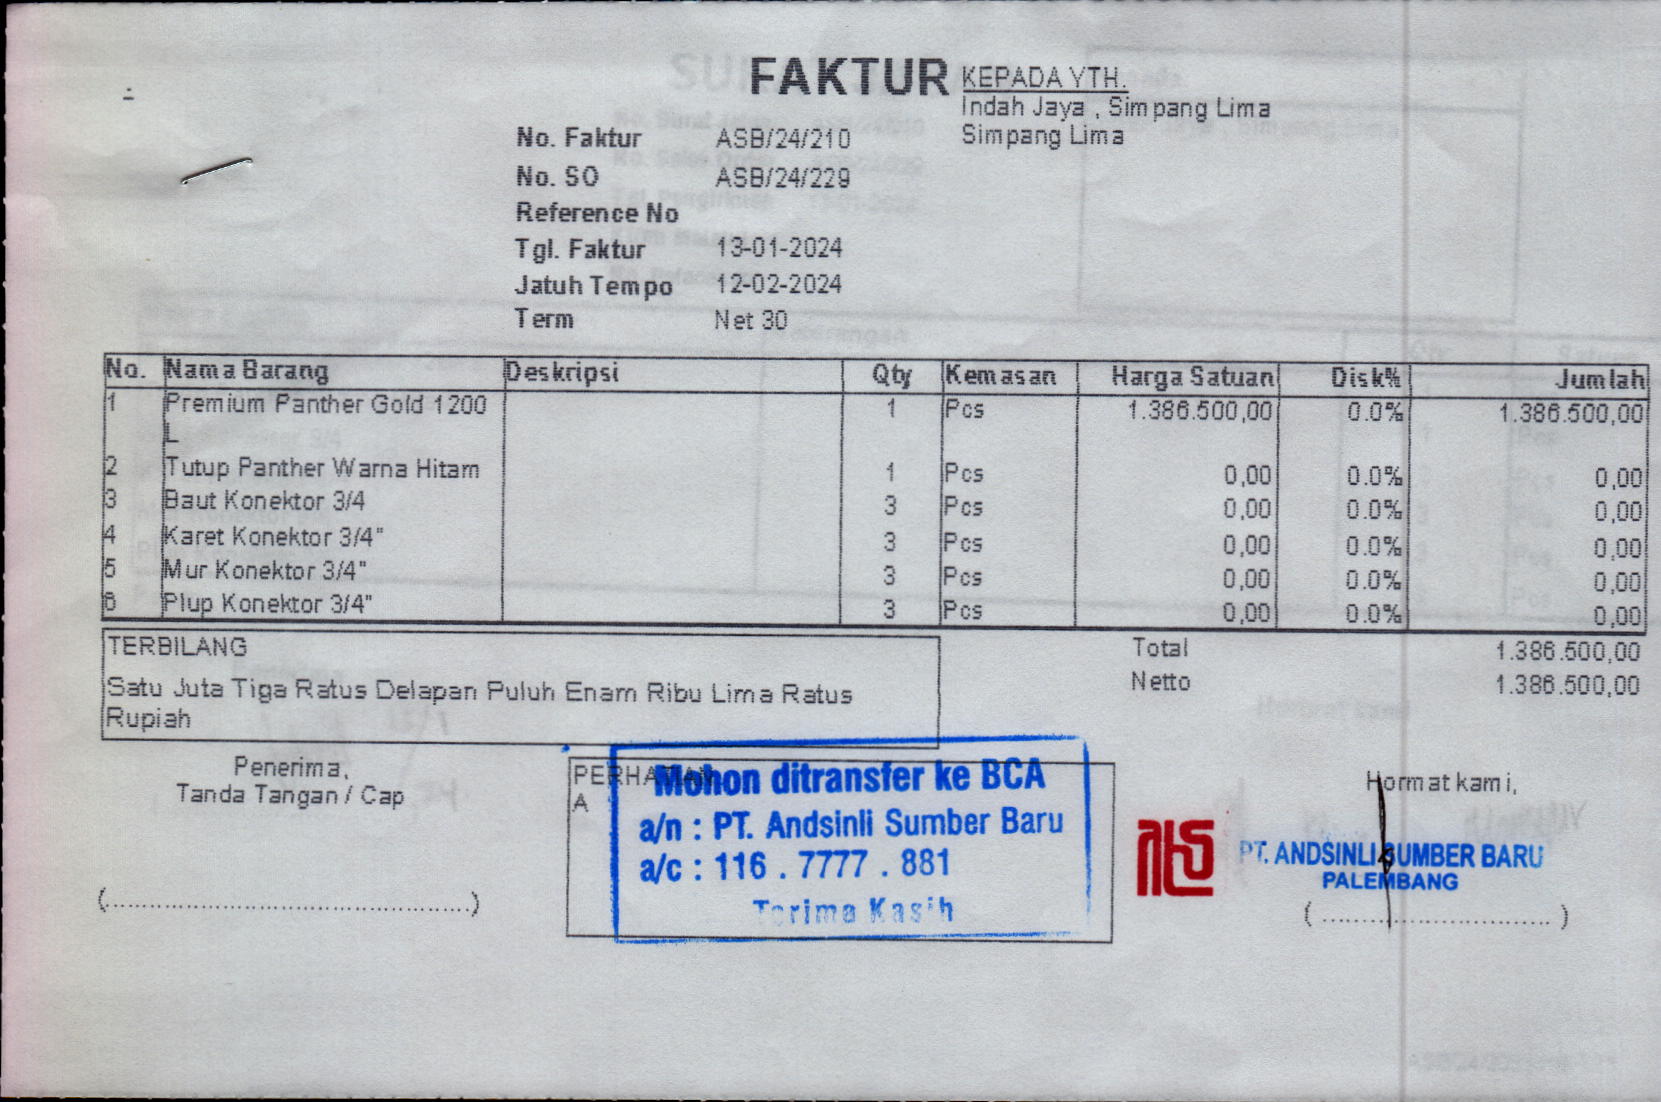 FAKTUR
KEPADA YTH.
Indah Jaya , Simpang Lima
Simpang Lima
No. Faktur ASB/24/210
No. SO ASB/24/229
Reference No
Tgl. Faktur 13-01-2024
Jatuh Tempo 12-02-2024
Term Net 30
No. Nama Barang Deskripsi Qty Kemasan Harga Satuan Disk% Jumlah
1 Premium Panther Gold 1200 1 Pcs 1.386.500,00 0.0% 1.386.500,00
L
2 Tutup Panther Warna Hitam 1 Pcs 0,00 0.0% 0,00
3 Baut Konektor 3/4 3 Pcs 0,00 0.0% 0,00
4 Karet Konektor 3/4" 3 Pcs 0,00 0.0% 0,00
5 Mur Konektor 3/4" 3 Pcs 0,00 0.0% 0,00
6 Plup Konektor 3/4" 3 Pcs 0,00 0.0% 0,00
TERBILANG
Satu Juta Tiga Ratus Delapan Puluh Enam Ribu Lima Ratus
Rupiah
Total 1.386.500,00
Netto 1.386.500,00
Penerima,
Tanda Tangan / Cap
(..............................................)
PERHATIAN
A
Mohon ditransfer ke BCA
a/n : PT. Andsinli Sumber Baru
a/c : 116 . 7777 . 881
Terima Kasih
Hormat kami,
PT. ANDSINLI SUMBER BARU
PALEMBANG
( .............................. )